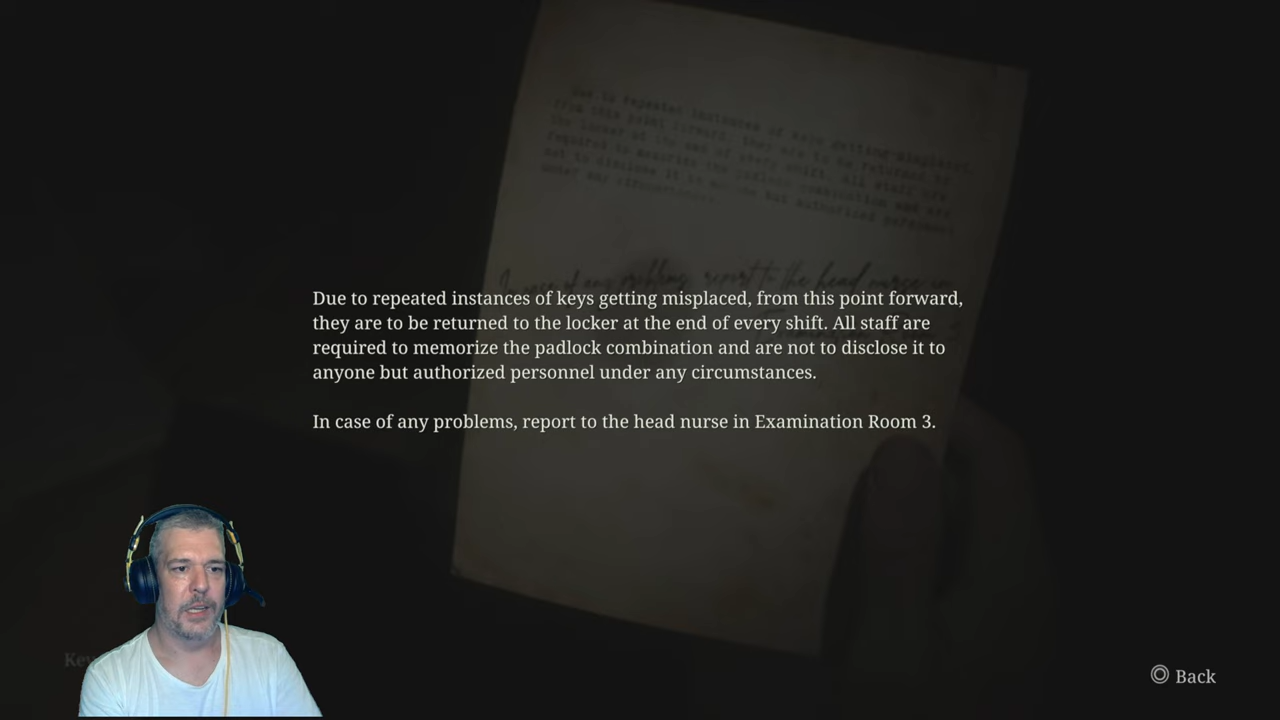 Due to repeated instances of keys getting misplaced, from this point forward,
they are to be returned to the locker at the end of every shift. All staff are
required to memorize the padlock combination and are not to disclose it to
anyone but authorized personnel under any circumstances.
In case of any problems, report to the head nurse in Examination Room 3.
Back